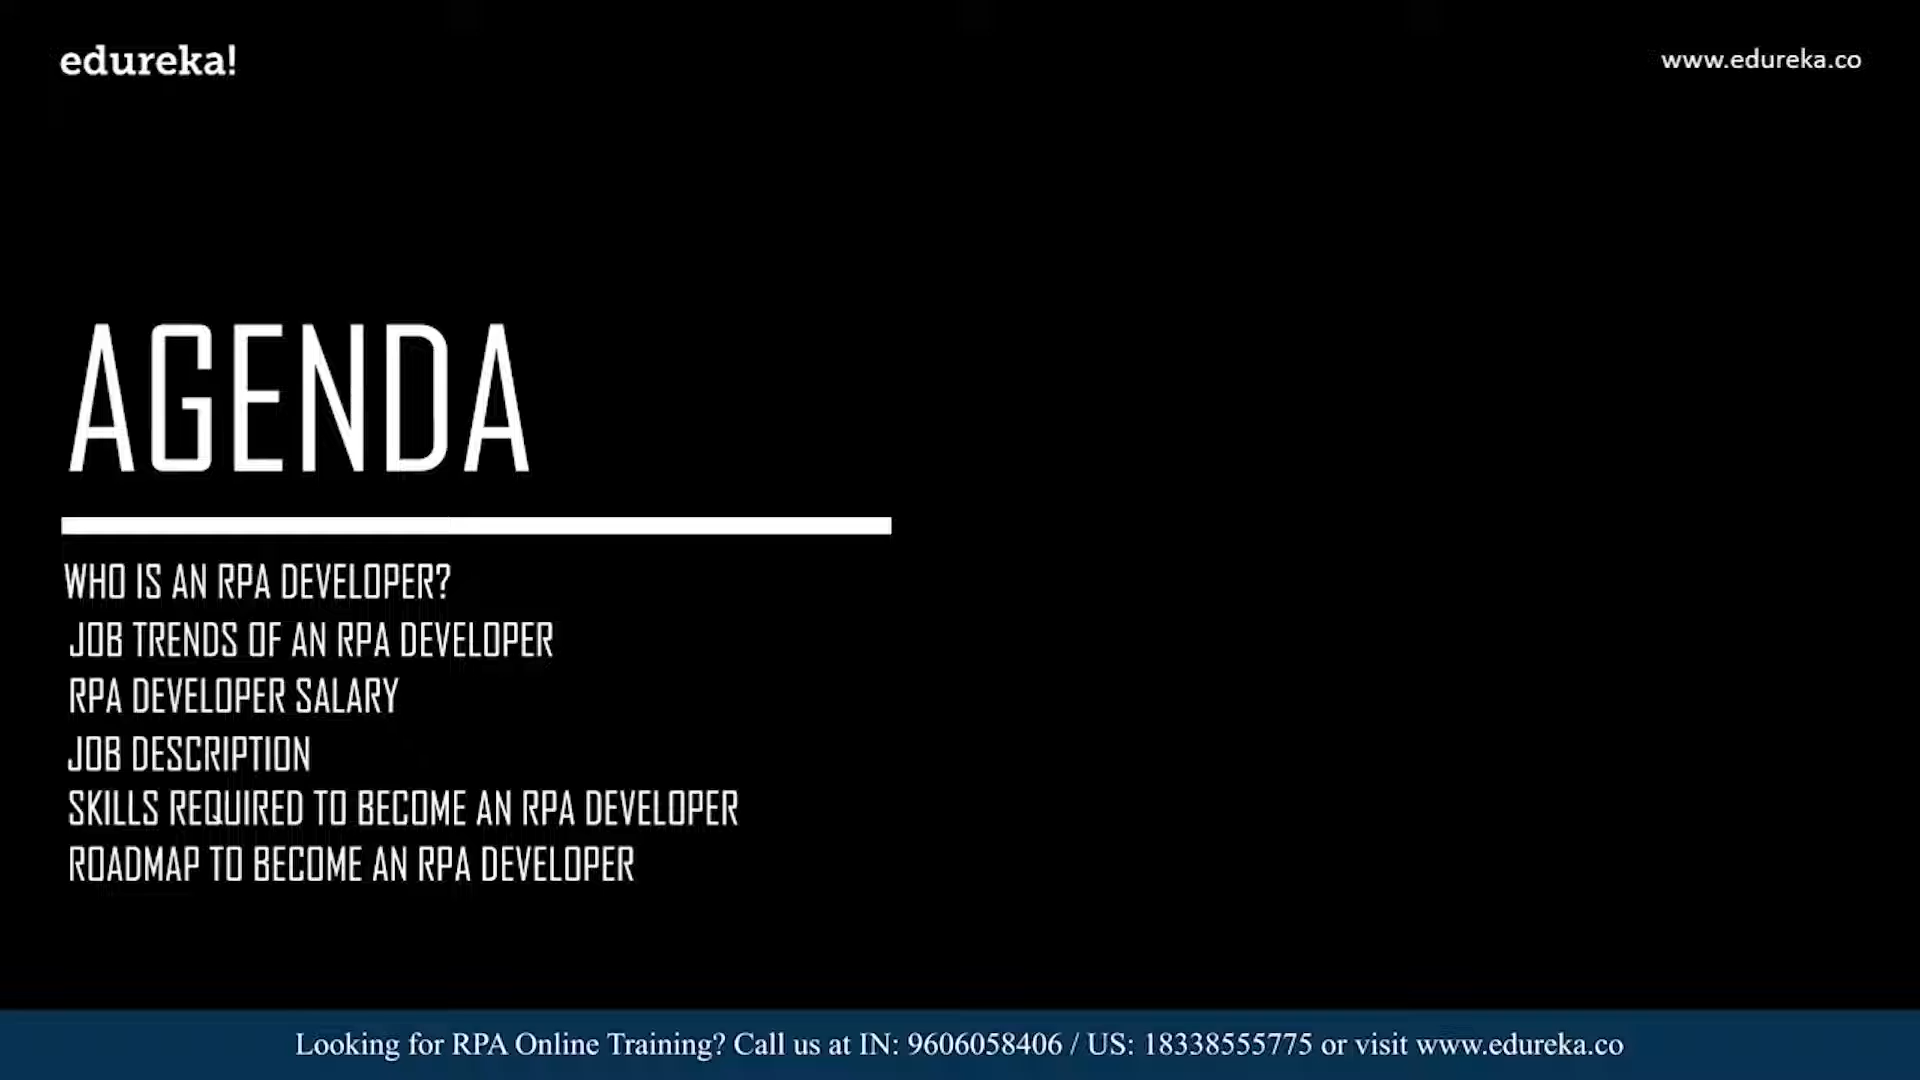 edureka!
www.edureka.co
AGENDA
WHO IS AN RPA DEVELOPER?
JOB TRENDS OF AN RPA DEVELOPER
RPA DEVELOPER SALARY
JOB DESCRIPTION
SKILLS REQUIRED TO BECOME AN RPA DEVELOPER
ROADMAP TO BECOME AN RPA DEVELOPER
Looking for RPA Online Training? Call us at IN: 9606058406 / US: 18338555775 or visit www.edureka.co